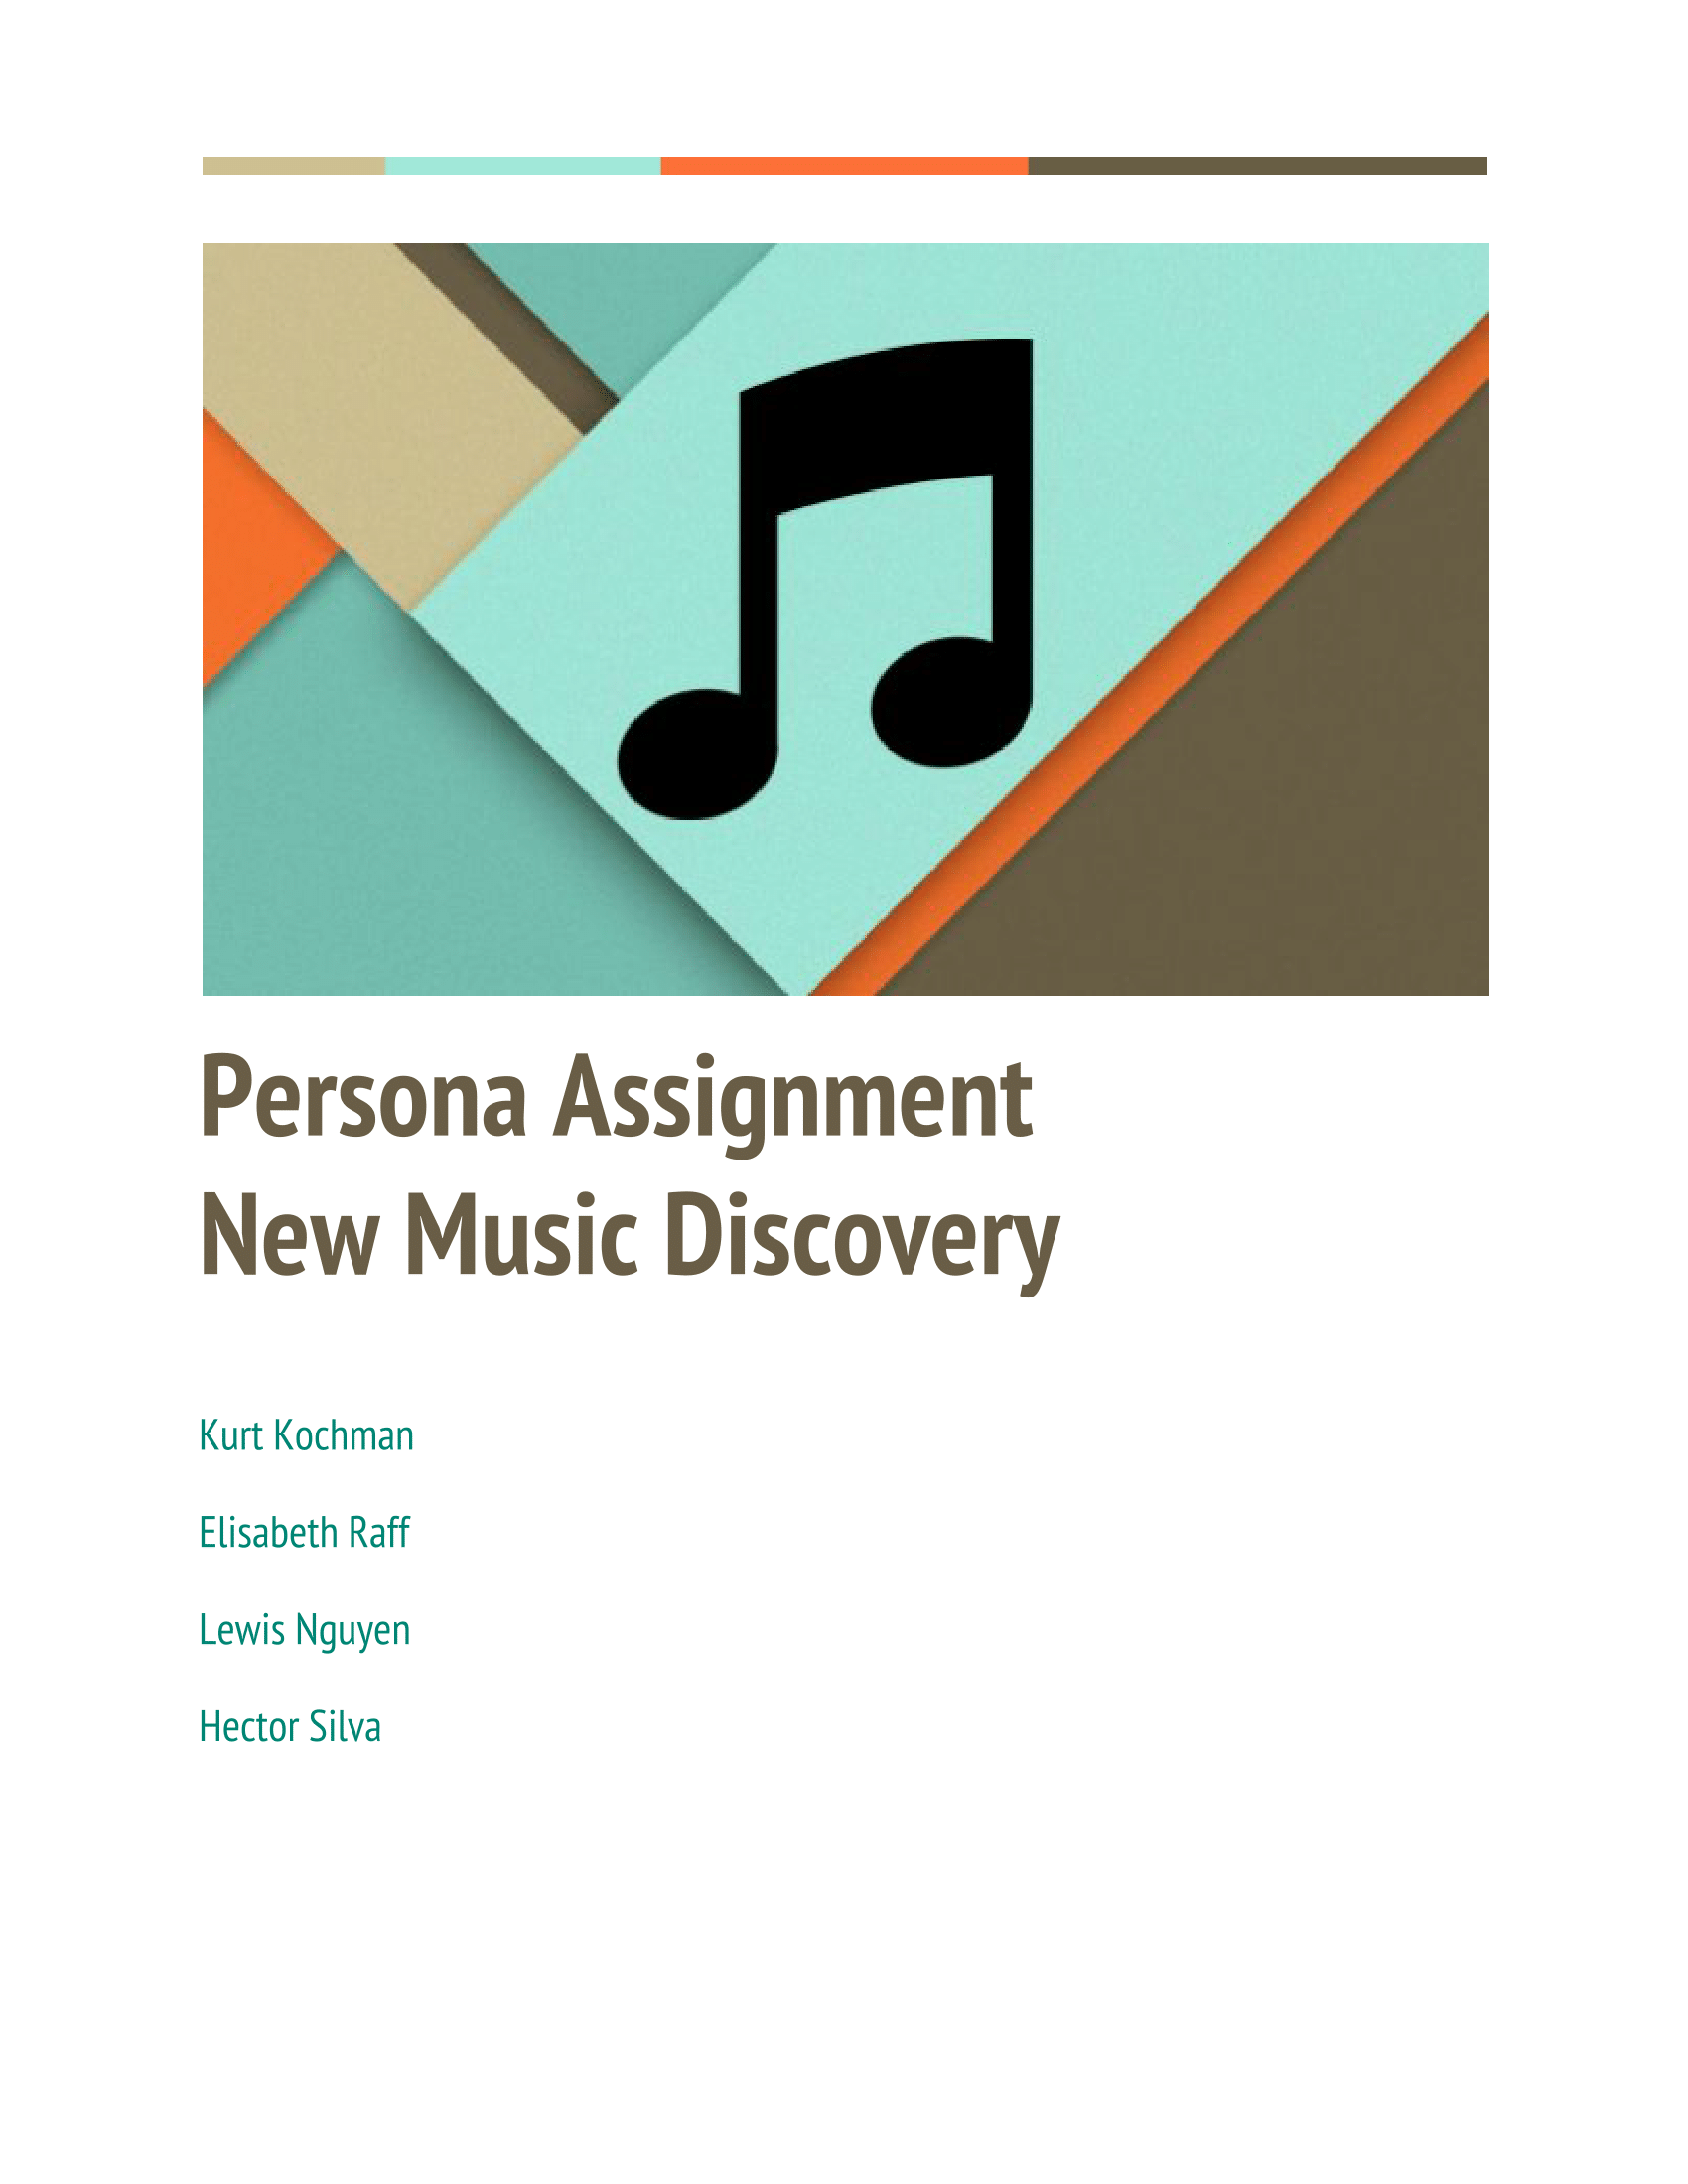 Persona Assignment
New Music Discovery
Kurt Kochman
Elisabeth Raff
Lewis Nguyen
Hector Silva